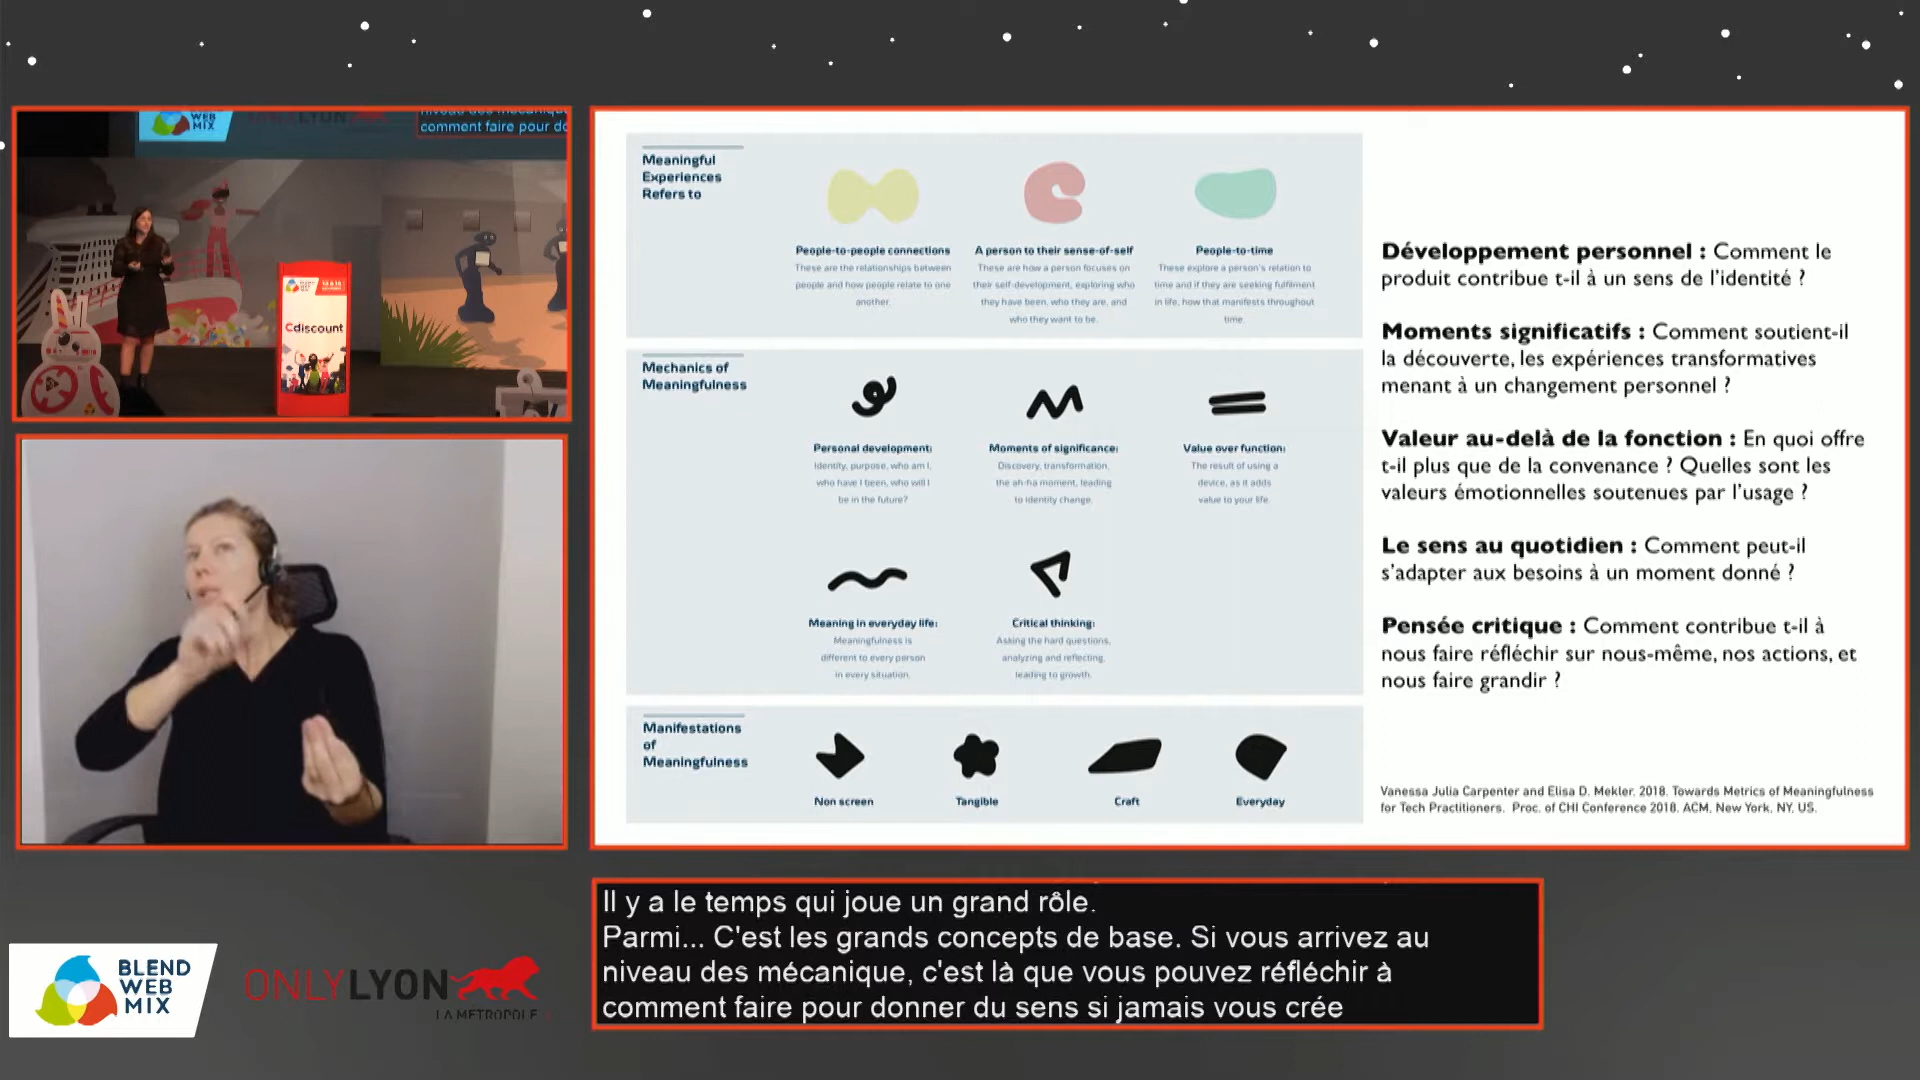 WEB
MIX
niveau des mécanique
comment faire pour do
Cdiscount
Meaningful
Experiences
Refers to
People-to-people connections
These are the relationships between
people and how people relate to one
another.
A person to their sense-of-self
These are how a person focuses on
their self-development, exploring who
they have been, who they are, and
who they want to be.
People-to-time
These explore a person's relation to
time and if they are seeking fulfilment
in life, how that manifests throughout
time.
Mechanics of
Meaningfulness
Personal development:
Identity, purpose, who am I,
who have I been, who will I
be in the future?
Moments of significance:
Discovery, transformation,
the ah-ha moment, leading
to identity change.
Value over function:
The result of using a
device, as it adds
value to your life.
Meaning in everyday life:
Meaningfulness is
different to every person
in every situation.
Critical thinking:
Asking the hard questions,
analyzing and reflecting,
leading to growth.
Manifestations
of
Meaningfulness
Non screen
Tangible
Craft
Everyday
Développement personnel : Comment le
produit contribue t-il à un sens de l'identité ?
Moments significatifs : Comment soutient-il
la découverte, les expériences transformatives
menant à un changement personnel ?
Valeur au-delà de la fonction : En quoi offre
t-il plus que de la convenance ? Quelles sont les
valeurs émotionnelles soutenues par l'usage ?
Le sens au quotidien : Comment peut-il
s'adapter aux besoins à un moment donné ?
Pensée critique : Comment contribue t-il à
nous faire réfléchir sur nous-même, nos actions, et
nous faire grandir ?
Vanessa Julia Carpenter and Elisa D. Mekler. 2018. Towards Metrics of Meaningfulness
for Tech Practitioners. Proc. of CHI Conference 2018. ACM, New York, NY, US.
Il y a le temps qui joue un grand rôle.
Parmi... C'est les grands concepts de base. Si vous arrivez au
niveau des mécanique, c'est là que vous pouvez réfléchir à
comment faire pour donner du sens si jamais vous crée
BLEND
WEB
MIX
ONLYLYON
LA METROPOLE